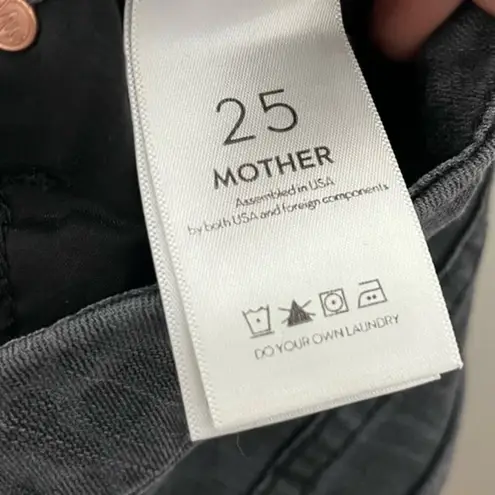 25
MOTHER
Assembled in USA
by both USA and foreign components
DO YOUR OWN LAUNDRY